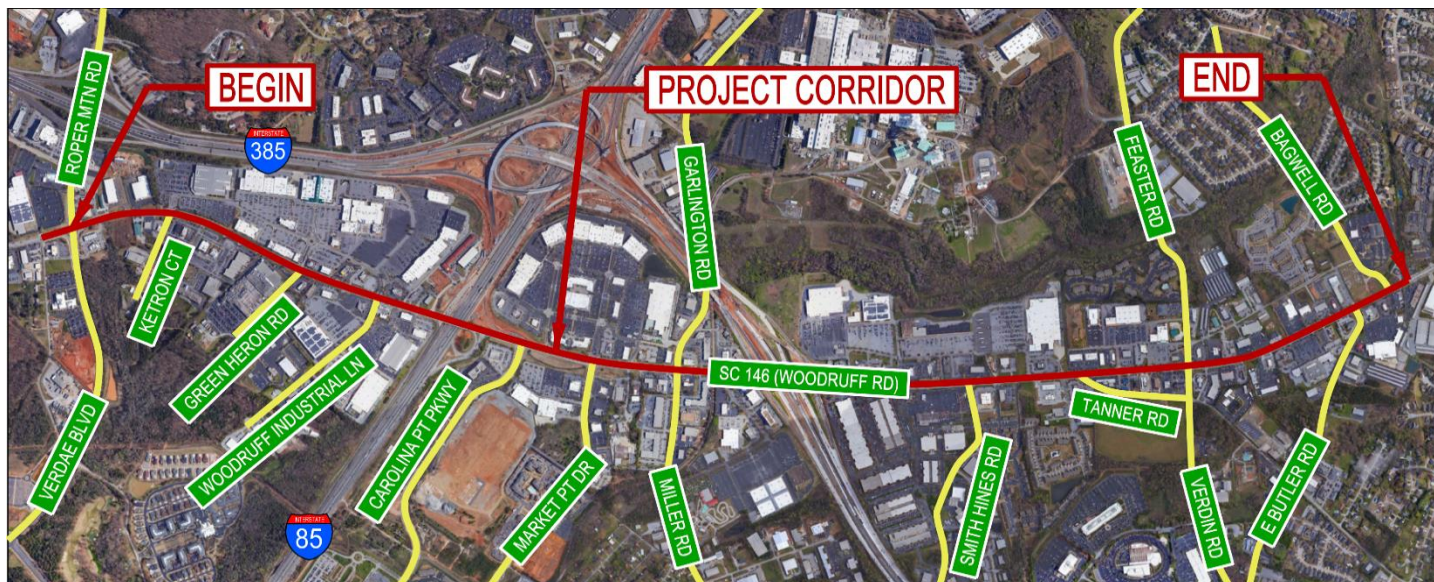 BEGIN
PROJECT CORRIDOR
END
ROPER MTN RD
INTERSTATE
385
GARLINGTON RD
FEASTER RD
BAGWELL RD
KETRON CT
GREEN HERON RD
WOODRUFF INDUSTRIAL LN
VERDAE BLVD
CAROLINA PT PKWY
SC 146 (WOODRUFF RD)
TANNER RD
MARKET PT DR
MILLER RD
SMITH HINES RD
VERDIN RD
E BUTLER RD
INTERSTATE
85